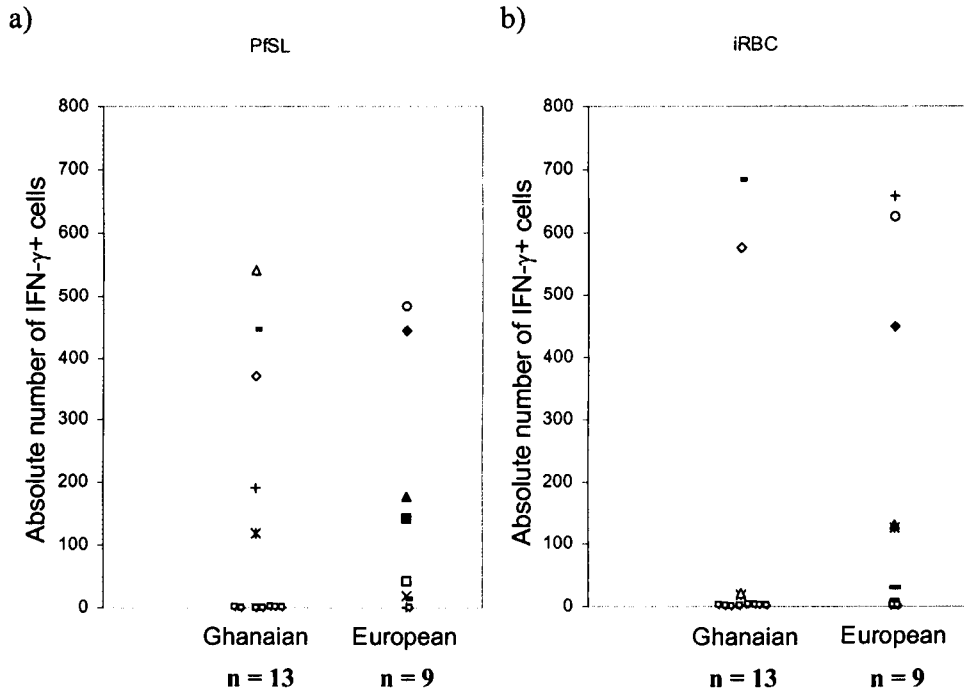 a)
PfSL
Absolute number of IFN-γ+ cells
800
700
600
500
400
300
200
100
0
Ghanaian
European
n = 13
n = 9
b)
iRBC
Absolute number of IFN-γ+ cells
800
700
600
500
400
300
200
100
0
Ghanaian
European
n = 13
n = 9